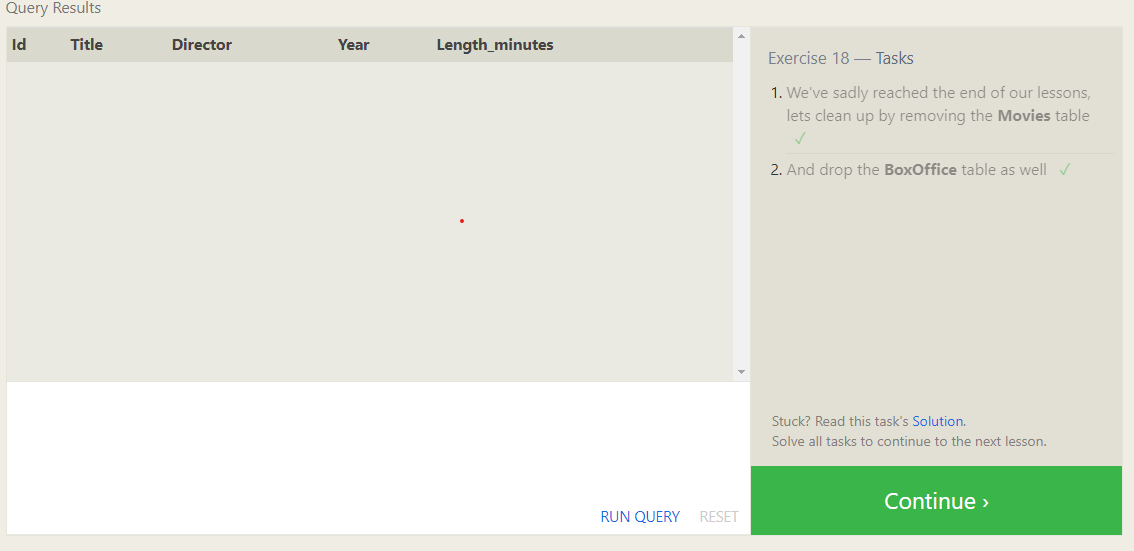 Query Results
Id Title Director Year Length_minutes
Exercise 18 — Tasks
1. We've sadly reached the end of our lessons,
lets clean up by removing the Movies table
✓
2. And drop the BoxOffice table as well ✓
Stuck? Read this task's Solution.
Solve all tasks to continue to the next lesson.
RUN QUERY RESET
Continue ›